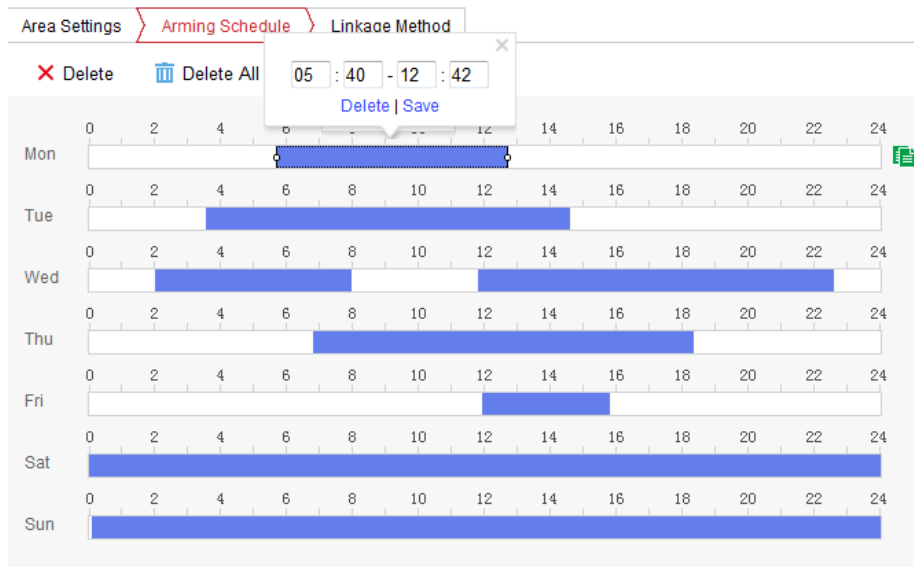 Area Settings Arming Schedule Linkage Method
Delete Delete All
05 : 40 - 12 : 42
Delete | Save
0 2 4 6 12 14 16 18 20 22 24
Mon
0 2 4 6 8 10 12 14 16 18 20 22 24
Tue
0 2 4 6 8 10 12 14 16 18 20 22 24
Wed
0 2 4 6 8 10 12 14 16 18 20 22 24
Thu
0 2 4 6 8 10 12 14 16 18 20 22 24
Fri
0 2 4 6 8 10 12 14 16 18 20 22 24
Sat
0 2 4 6 8 10 12 14 16 18 20 22 24
Sun